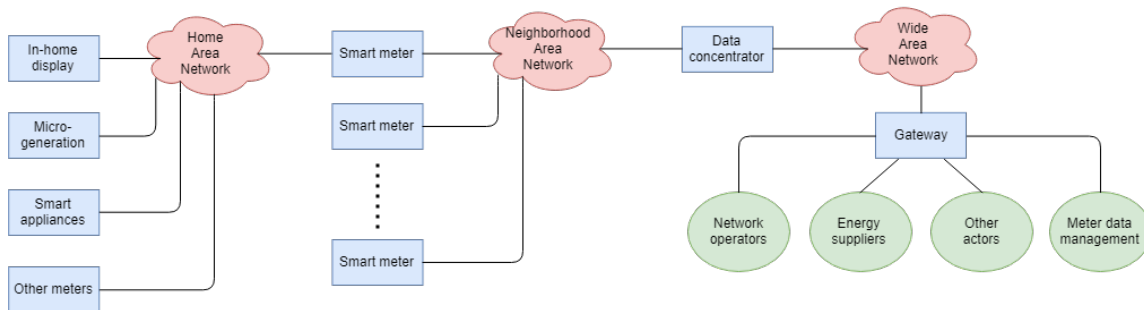 In-home
display
Micro-
generation
Smart
appliances
Other meters
Home
Area
Network
Smart meter
Smart meter
Smart meter
Neighborhood
Area
Network
Data
concentrator
Wide
Area
Network
Gateway
Network
operators
Energy
suppliers
Other
actors
Meter data
management